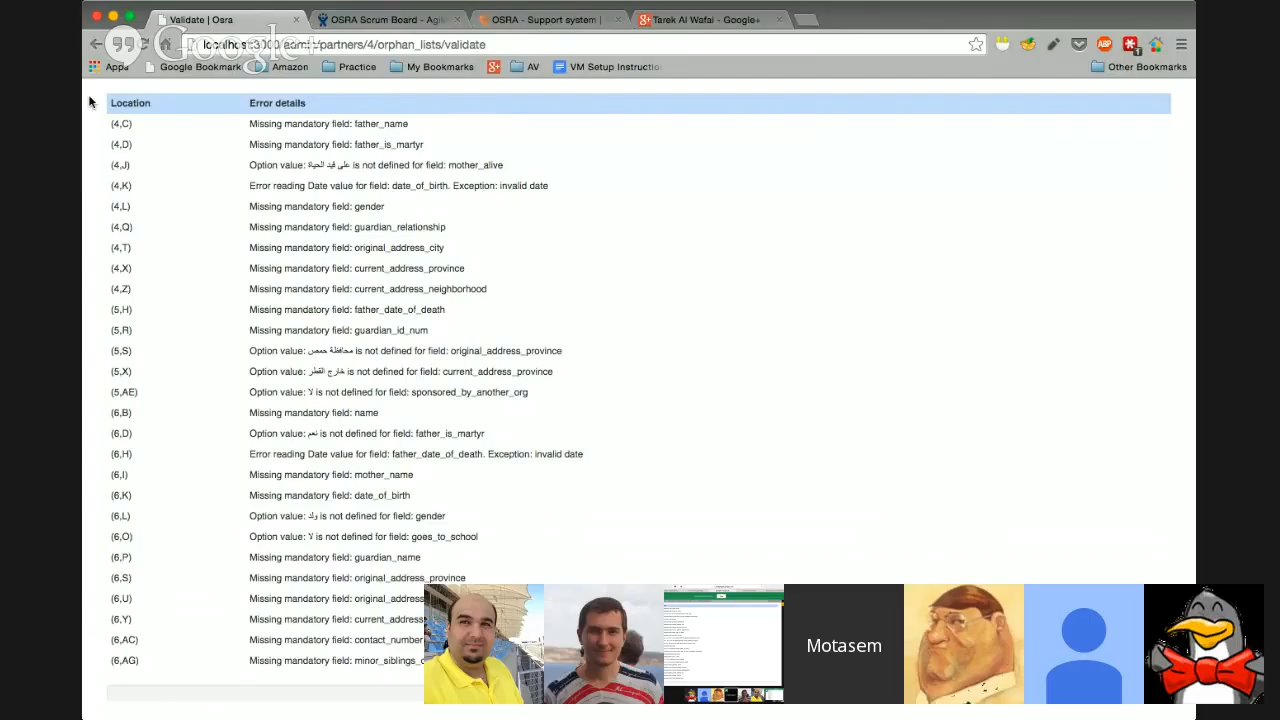 Validate | Osra
OSRA Scrum Board - Agile
OSRA - Support system |
Tarek Al Wafai - Google+
Google+
localhost:3000/admin/partners/4/orphan_lists/validate
Apps Google Bookmark Amazon Practice My Bookmarks AV VM Setup Instructio Other Bookmarks
Location Error details
(4,C) Missing mandatory field: father_name
(4,D) Missing mandatory field: father_is_martyr
(4,J) Option value: على قيد الحياة is not defined for field: mother_alive
(4,K) Error reading Date value for field: date_of_birth. Exception: invalid date
(4,L) Missing mandatory field: gender
(4,Q) Missing mandatory field: guardian_relationship
(4,T) Missing mandatory field: original_address_city
(4,X) Missing mandatory field: current_address_province
(4,Z) Missing mandatory field: current_address_neighborhood
(5,H) Missing mandatory field: father_date_of_death
(5,R) Missing mandatory field: guardian_id_num
(5,S) Option value: محافظة حمص is not defined for field: original_address_province
(5,X) Option value: خارج القطر is not defined for field: current_address_province
(5,AE) Option value: لا is not defined for field: sponsored_by_another_org
(6,B) Missing mandatory field: name
(6,D) Option value: نعم is not defined for field: father_is_martyr
(6,H) Error reading Date value for field: father_date_of_death. Exception: invalid date
(6,I) Missing mandatory field: mother_name
(6,K) Missing mandatory field: date_of_birth
(6,L) Option value: ولد is not defined for field: gender
(6,O) Option value: لا is not defined for field: goes_to_school
(6,P) Missing mandatory field: guardian_name
(6,S) Missing mandatory field: original_address_province
(6,U) Missing mandatory field: original_address
(6,Y) Missing mandatory field: current_address
(6,AC) Missing mandatory field: contact_number
(6,AG) Missing mandatory field: minor_siblings_c
Motasem